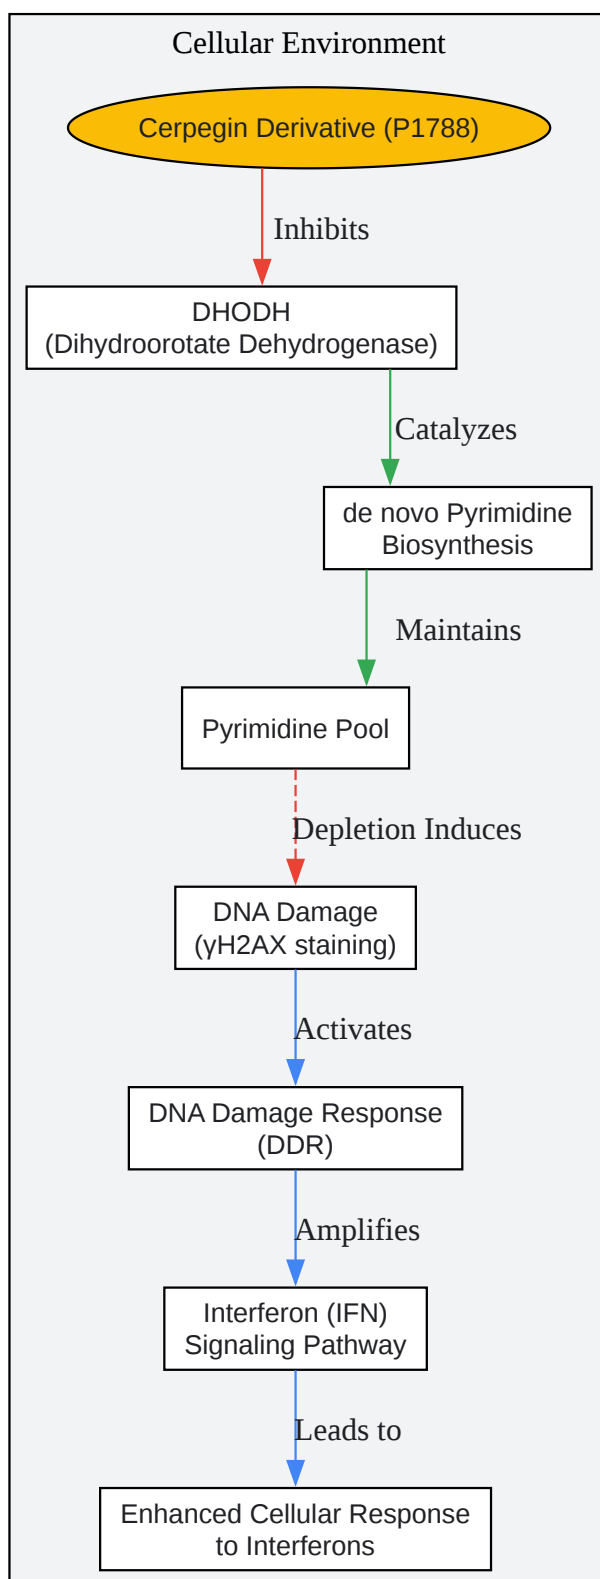 Cellular Environment
Cerpegin Derivative (P1788)
Inhibits
DHODH
(Dihydroorotate Dehydrogenase)
Catalyzes
de novo Pyrimidine
Biosynthesis
Maintains
Pyrimidine Pool
Depletion Induces
DNA Damage
(γH2AX staining)
Activates
DNA Damage Response
(DDR)
Amplifies
Interferon (IFN)
Signaling Pathway
Leads to
Enhanced Cellular Response
to Interferons